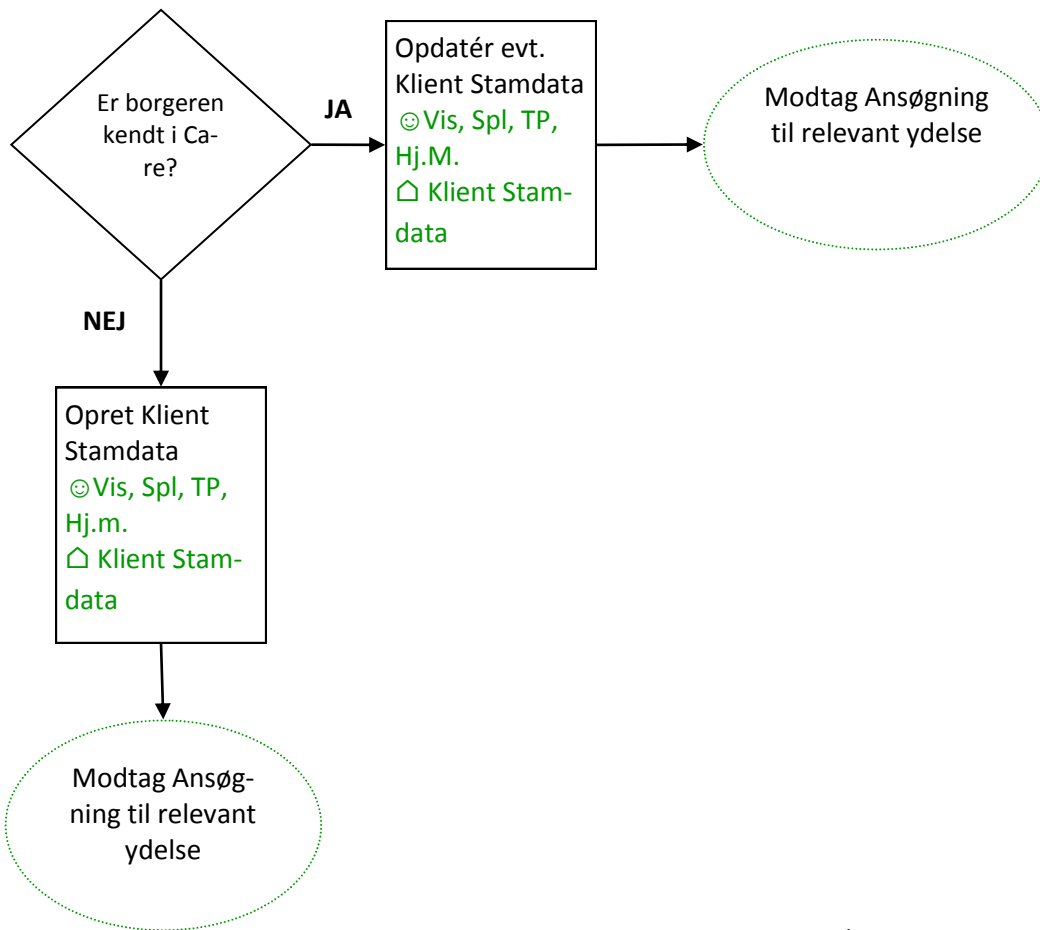 Er borgeren
kendt i Ca-
re?
JA
Opdatér evt.
Klient Stamdata
☺Vis, Spl, TP,
Hj.M.
⌂ Klient Stam-
data
Modtag Ansøgning
til relevant ydelse
NEJ
Opret Klient
Stamdata
☺Vis, Spl, TP,
Hj.m.
⌂ Klient Stam-
data
Modtag Ansøg-
ning til relevant
ydelse